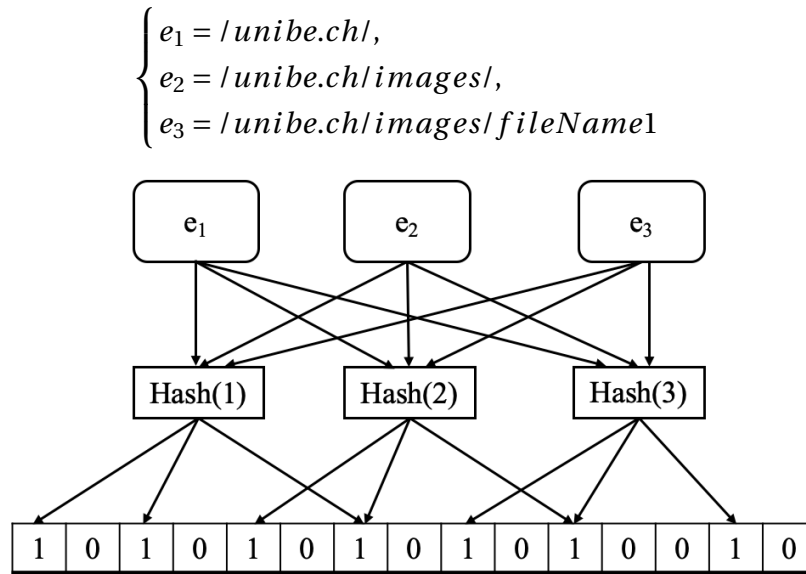 e1 = /unibe.ch/,
e2 = /unibe.ch/images/,
e3 = /unibe.ch/images/fileName1
e1 e2 e3
Hash(1) Hash(2) Hash(3)
1 0 1 0 1 0 1 0 1 0 1 0 0 1 0